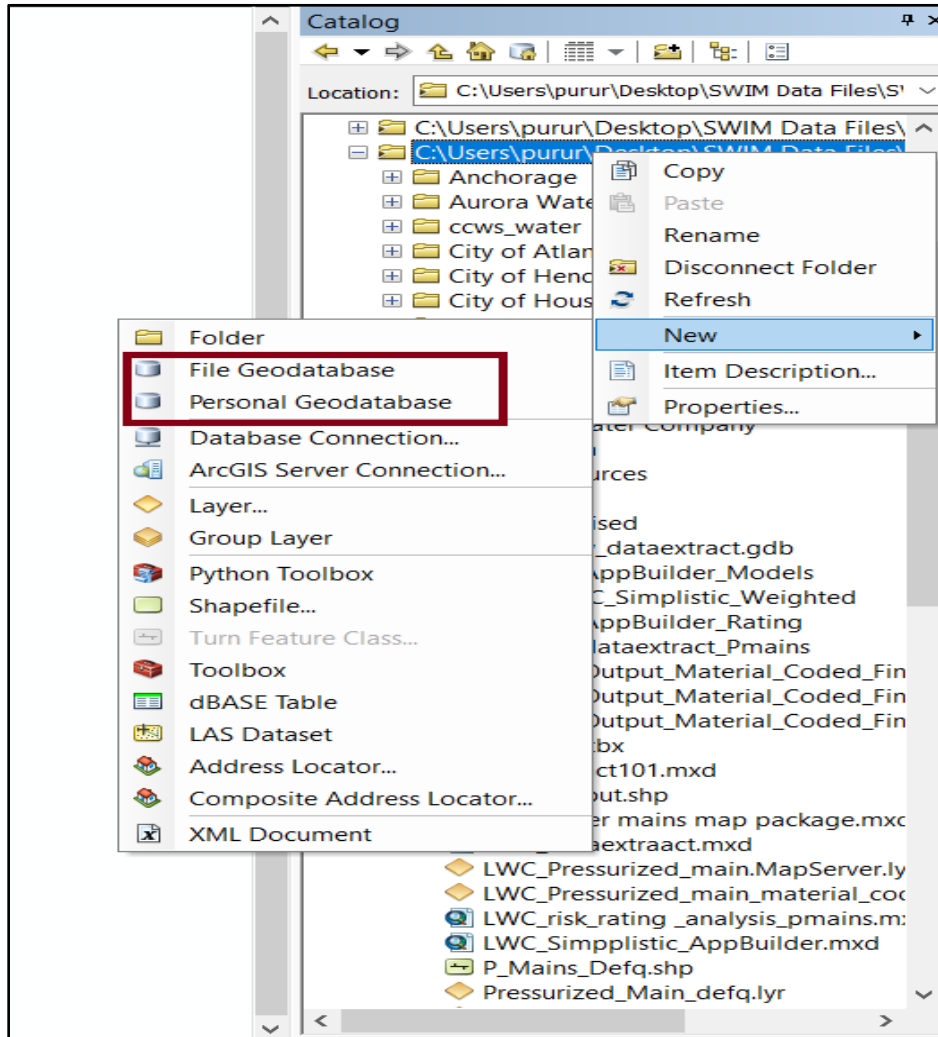 Catalog
Location: C:\Users\purur\Desktop\SWIM Data Files\S
C:\Users\purur\Desktop\SWIM Data Files\
C:\Users\purur\Desktop\SWIM Data Files\
Anchorage
Aurora Wate
ccws_water
City of Atlan
City of Hend
City of Hous
Copy
Paste
Rename
Disconnect Folder
Refresh
New
Item Description...
Properties...
Folder
File Geodatabase
Personal Geodatabase
Database Connection...
ArcGIS Server Connection...
Layer...
Group Layer
Python Toolbox
Shapefile...
Turn Feature Class...
Toolbox
dBASE Table
LAS Dataset
Address Locator...
Composite Address Locator...
XML Document
ater Company
urces
ised
_dataextract.gdb
AppBuilder_Models
C_Simplistic_Weighted
AppBuilder_Rating
dataextract_Pmains
Output_Material_Coded_Fin
Output_Material_Coded_Fin
Output_Material_Coded_Fin
tbx
ct101.mxd
out.shp
er mains map package.mxd
aextraact.mxd
LWC_Pressurized_main.MapServer.ly
LWC_Pressurized_main_material_cod
LWC_risk_rating _analysis_pmains.mx
LWC_Simpplistic_AppBuilder.mxd
P_Mains_Defq.shp
Pressurized_Main_defq.lyr